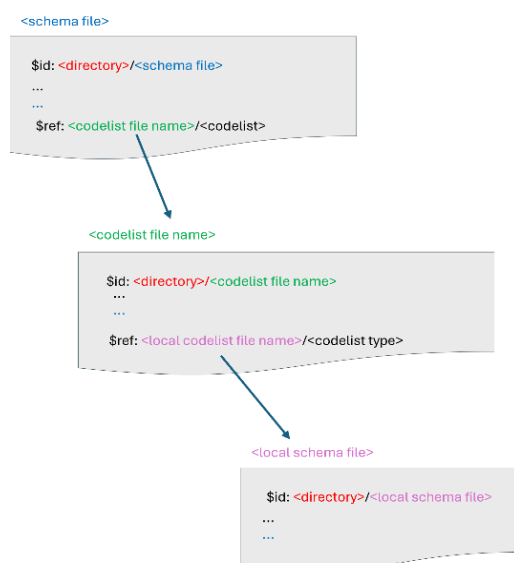 <schema file>
$id: <directory>/<schema file>
...
...
$ref: <codelist file name>/<codelist>
<codelist file name>
$id: <directory>/<codelist file name>
...
...
$ref: <local codelist file name>/<codelist type>
<local schema file>
$id: <directory>/<local schema file>
...
...